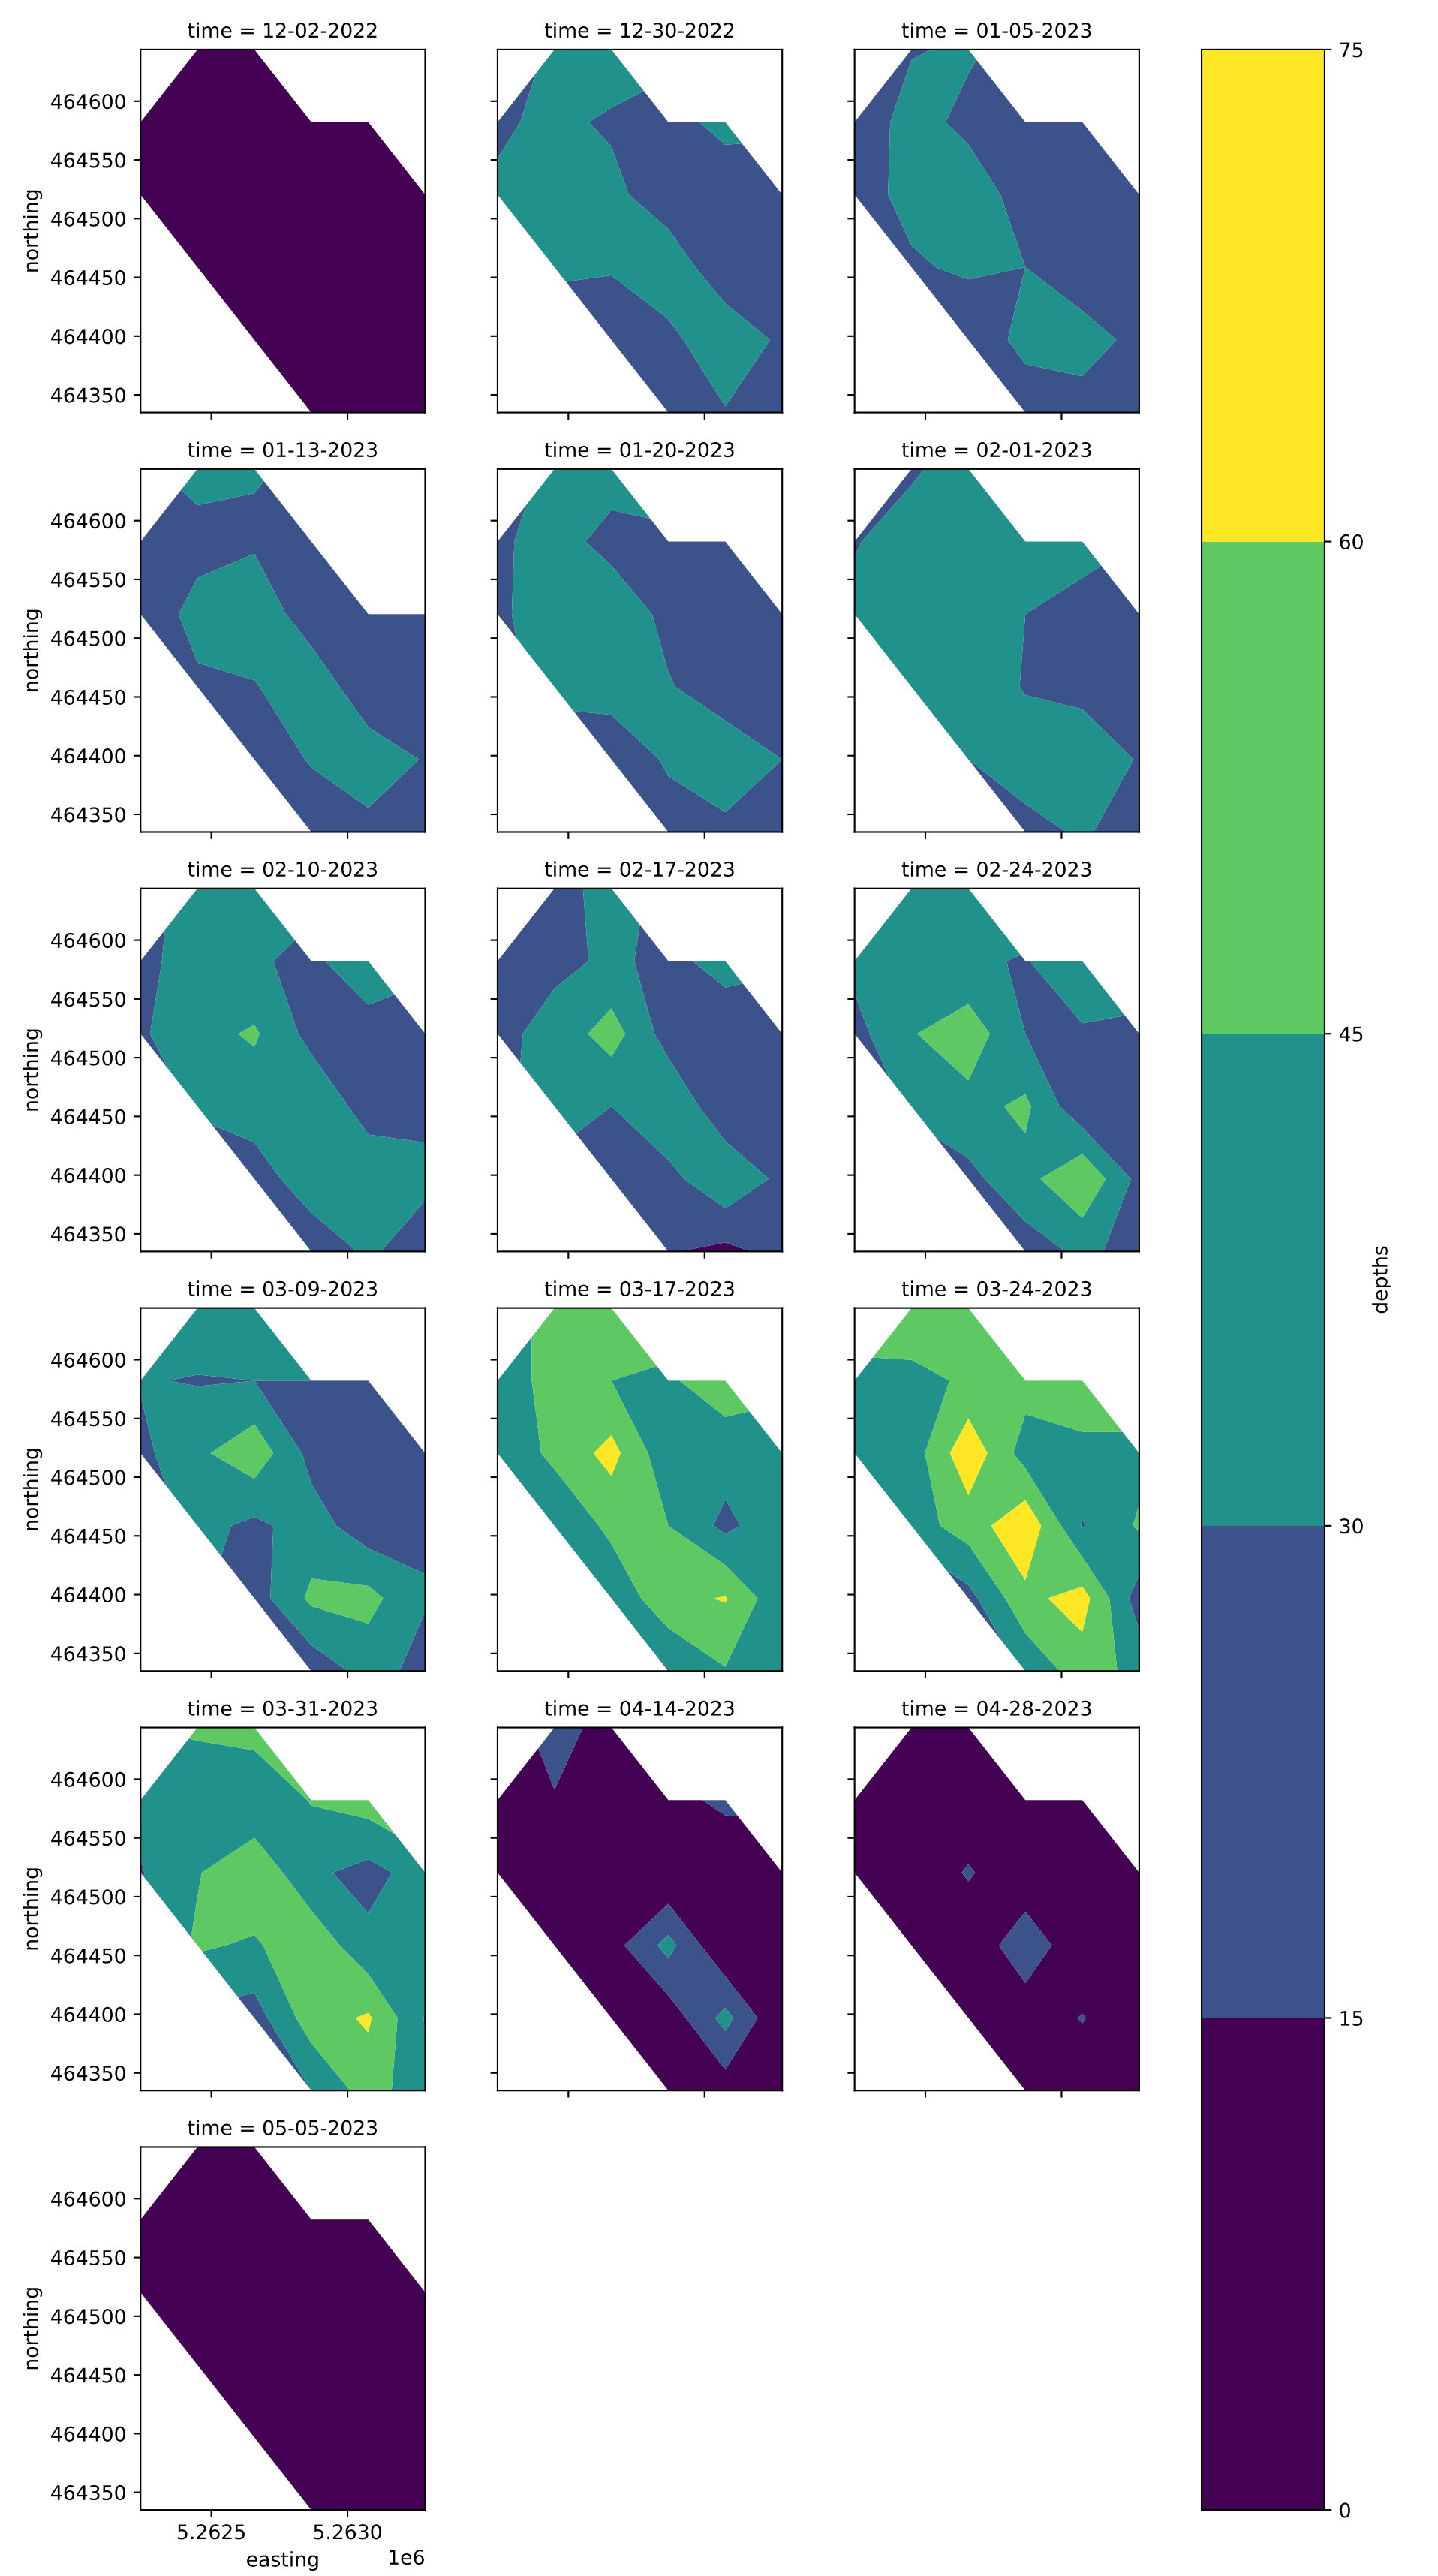 time = 12-02-2022
time = 12-30-2022
time = 01-05-2023
464600
464550
464500
464450
464400
464350
northing
time = 01-13-2023
time = 01-20-2023
time = 02-01-2023
464600
464550
464500
464450
464400
464350
northing
time = 02-10-2023
time = 02-17-2023
time = 02-24-2023
464600
464550
464500
464450
464400
464350
northing
time = 03-09-2023
time = 03-17-2023
time = 03-24-2023
464600
464550
464500
464450
464400
464350
northing
time = 03-31-2023
time = 04-14-2023
time = 04-28-2023
464600
464550
464500
464450
464400
464350
northing
time = 05-05-2023
464600
464550
464500
464450
464400
464350
northing
5.2625
5.2630
easting
1e6
75
60
45
30
15
0
depths